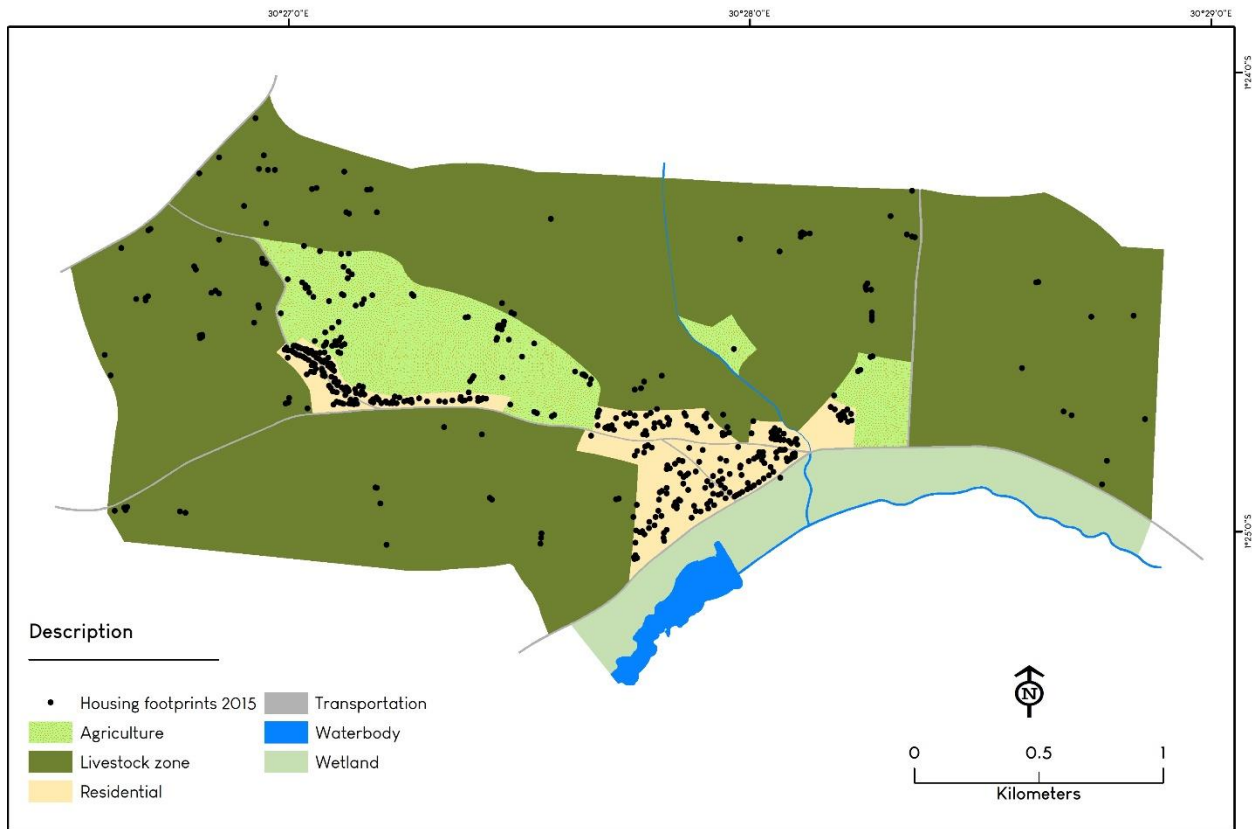 30°27'0"E
30°28'0"E
30°29'0"E
1°24'0"S
1°25'0"S
Description
Housing footprints 2015
Agriculture
Livestock zone
Residential
Transportation
Waterbody
Wetland
N
0 0.5 1
Kilometers